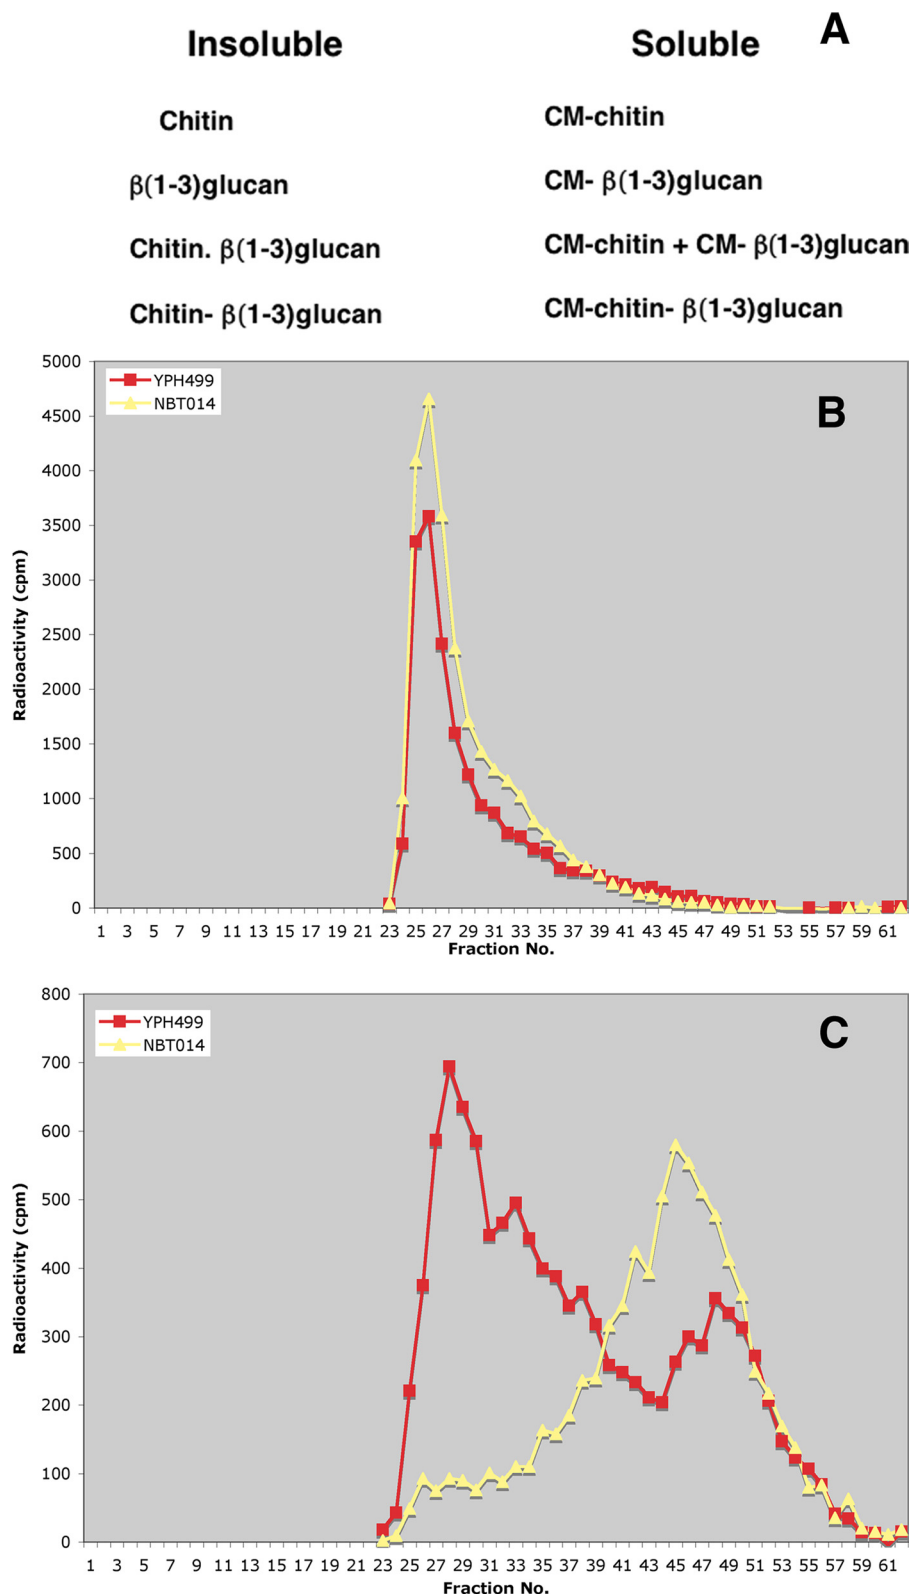 A
Insoluble Soluble
Chitin CM-chitin
β(1-3)glucan CM- β(1-3)glucan
Chitin. β(1-3)glucan CM-chitin + CM- β(1-3)glucan
Chitin- β(1-3)glucan CM-chitin- β(1-3)glucan
B
YPH499
NBT014
Radioactivity (cpm)
5000
4500
4000
3500
3000
2500
2000
1500
1000
500
0
1 3 5 7 9 11 13 15 17 19 21 23 25 27 29 31 33 35 37 39 41 43 45 47 49 51 53 55 57 59 61
Fraction No.
C
YPH499
NBT014
Radioactivity (cpm)
800
700
600
500
400
300
200
100
0
1 3 5 7 9 11 13 15 17 19 21 23 25 27 29 31 33 35 37 39 41 43 45 47 49 51 53 55 57 59 61
Fraction No.